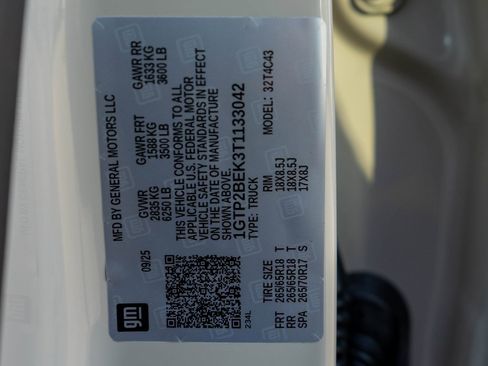 MFD BY GENERAL MOTORS LLC
09/25
GVWR GAWR FRT GAWR RR
2835 KG 1588 KG 1633 KG
6250 LB 3500 LB 3600 LB
THIS VEHICLE CONFORMS TO ALL
APPLICABLE U.S. FEDERAL MOTOR
VEHICLE SAFETY STANDARDS IN EFFECT
ON THE DATE OF MANUFACTURE
SHOWN ABOVE.
1GTP2BEK3T1133042
TYPE: TRUCK MODEL: 32T4C43
234L
TIRE SIZE RIM
FRT 265/65R18 T 18X8.5J
RR 265/65R18 T 18X8.5J
SPA 265/70R17 S 17X8J
gm